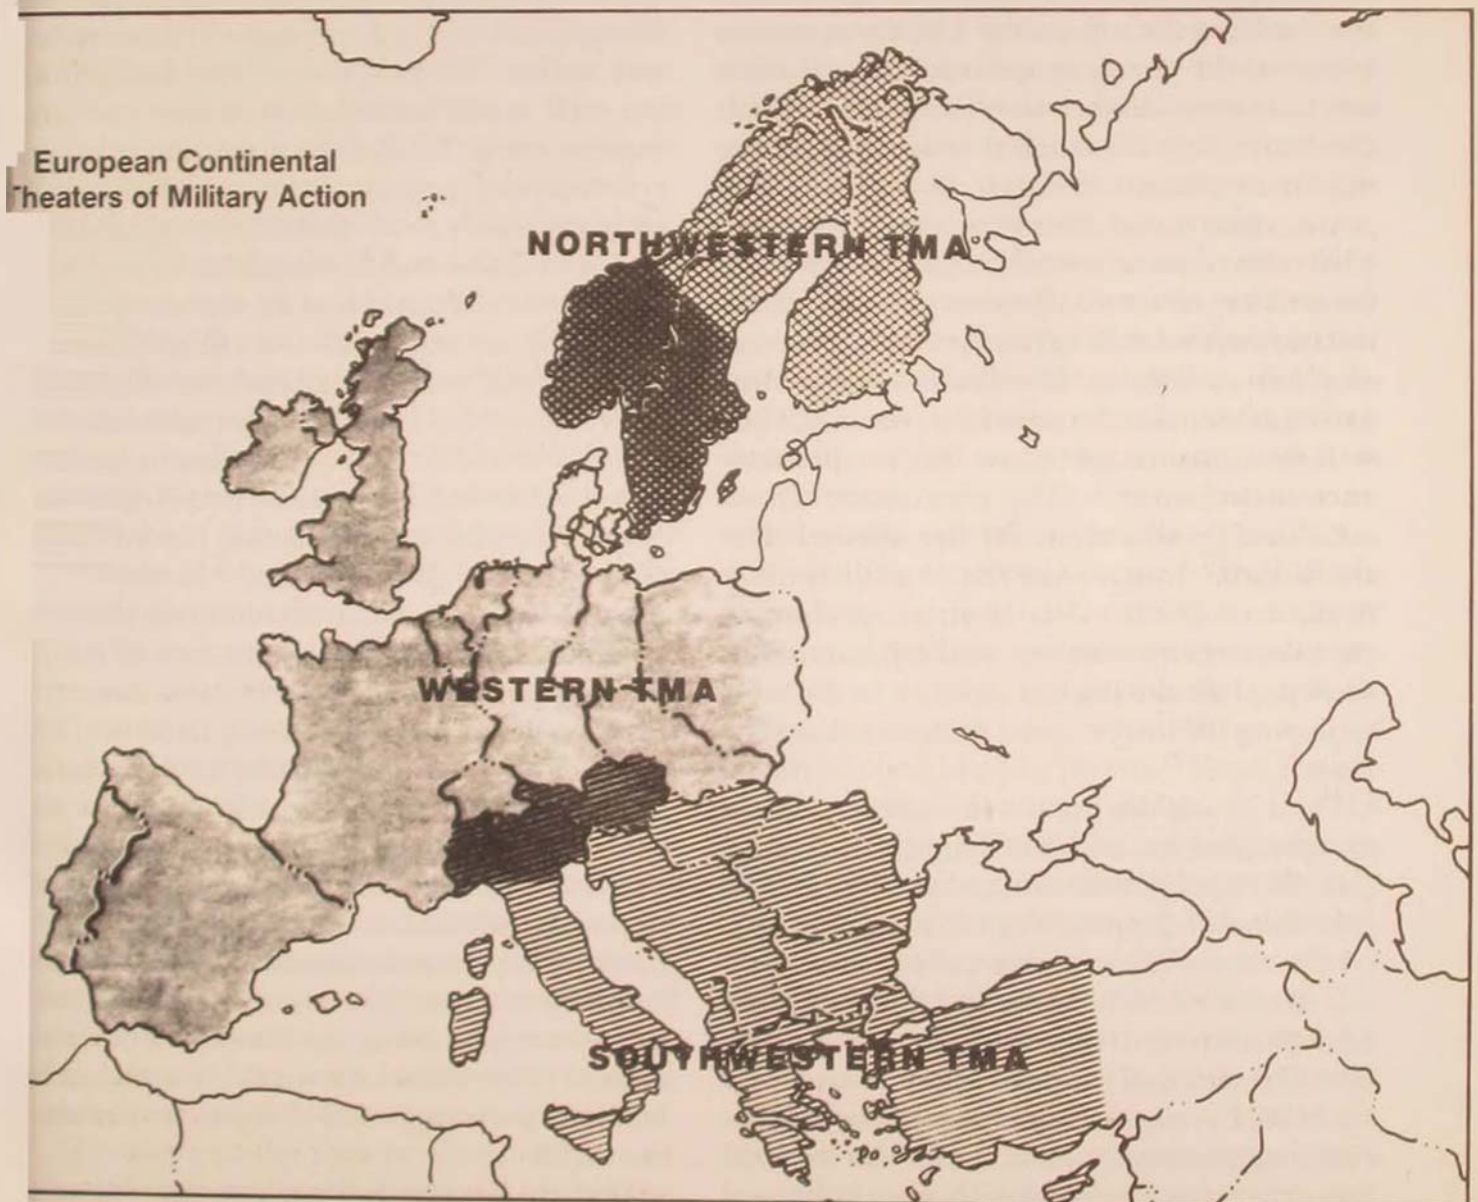 European Continental
Theaters of Military Action
NORTHWESTERN TMA
WESTERN TMA
SOUTHWESTERN TMA